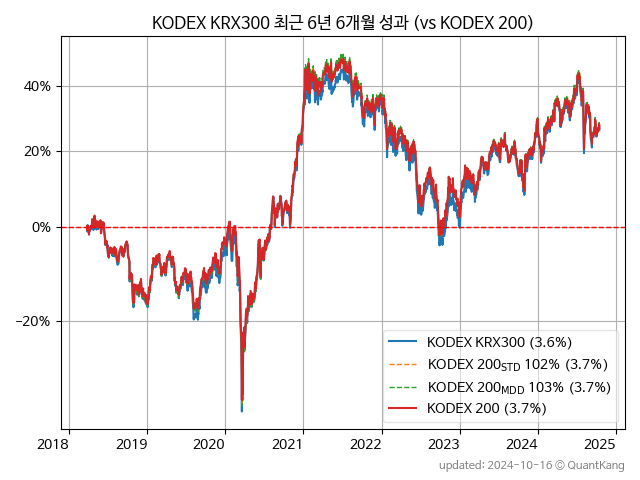 KODEX KRX300 최근 6년 6개월 성과 (vs KODEX 200)
40%
20%
0%
−20%
KODEX KRX300 (3.6%)
KODEX 200STD 102% (3.7%)
KODEX 200MDD 103% (3.7%)
KODEX 200 (3.7%)
2018 2019 2020 2021 2022 2023 2024 2025
updated: 2024-10-16 © QuantKang